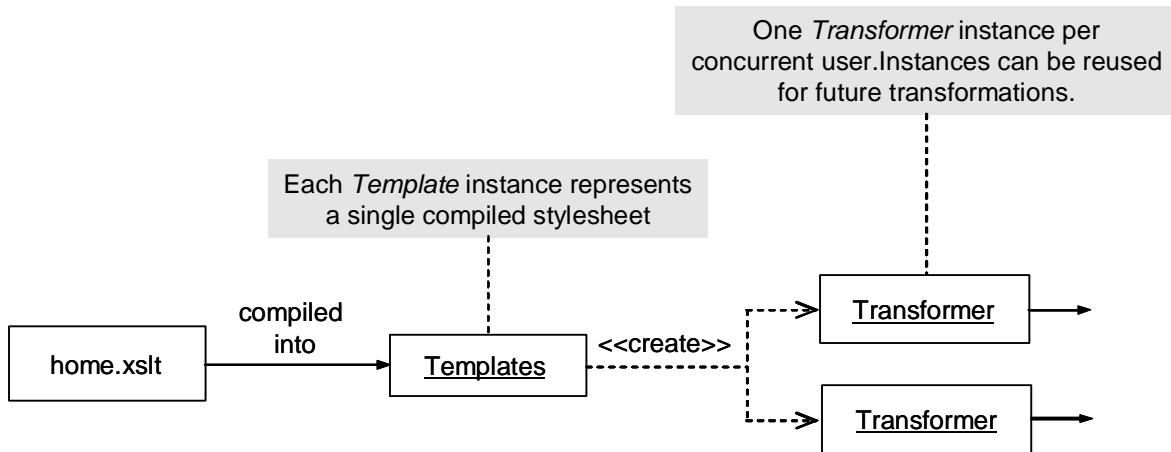 One Transformer instance per
concurrent user.Instances can be reused
for future transformations.
Each Template instance represents
a single compiled stylesheet
compiled
into
home.xslt
Templates
<<create>>
Transformer
Transformer